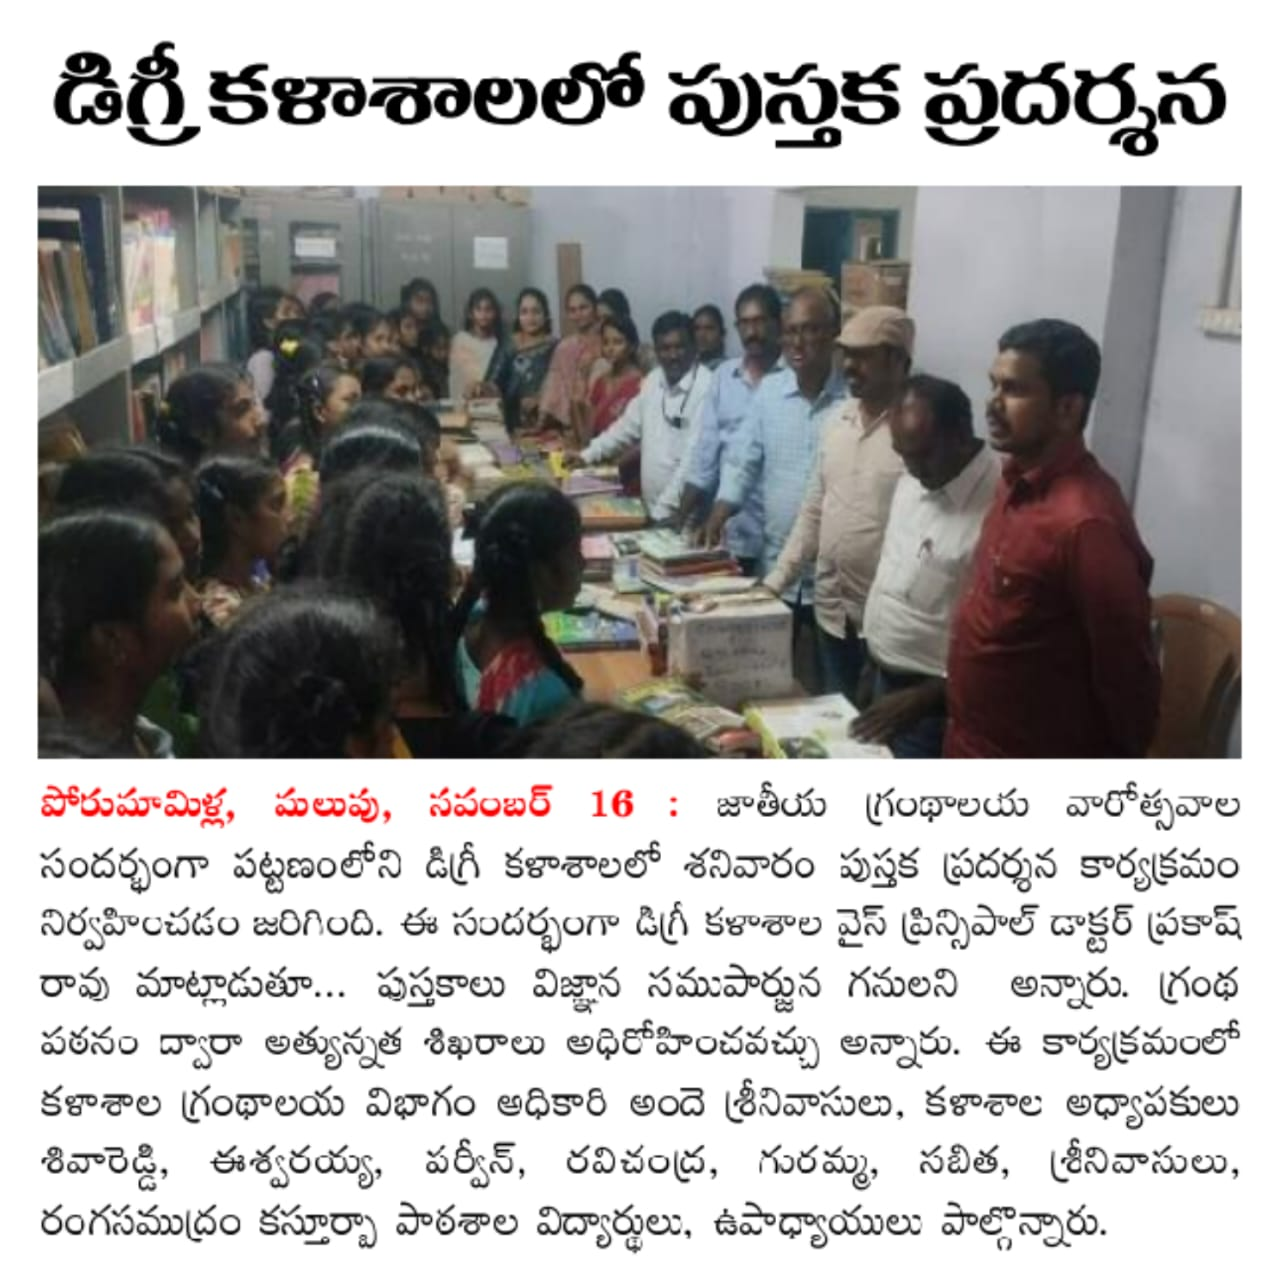 డిగ్రీ కళాశాలలో పుస్తక ప్రదర్శన
పోరుమామిళ్ల, మలుపు, నవంబర్ 16 : జాతీయ గ్రంథాలయ వారోత్సవాల
సందర్భంగా పట్టణంలోని డిగ్రీ కళాశాలలో శనివారం పుస్తక ప్రదర్శన కార్యక్రమం
నిర్వహించడం జరిగింది. ఈ సందర్భంగా డిగ్రీ కళాశాల వైస్ ప్రిన్సిపాల్ డాక్టర్ ప్రకాష్
రావు మాట్లాడుతూ... పుస్తకాలు విజ్ఞాన సముపార్జున గనులని అన్నారు. గ్రంథ
పఠనం ద్వారా అత్యున్నత శిఖరాలు అధిరోహించవచ్చు అన్నారు. ఈ కార్యక్రమంలో
కళాశాల గ్రంథాలయ విభాగం అధికారి అందె శ్రీనివాసులు, కళాశాల అధ్యాపకులు
శివారెడ్డి, ఈశ్వరయ్య, పర్వీన్, రవిచంద్ర, గురమ్మ, సబిత, శ్రీనివాసులు,
రంగసముద్రం కస్తూర్బా పాఠశాల విద్యార్థులు, ఉపాధ్యాయులు పాల్గొన్నారు.